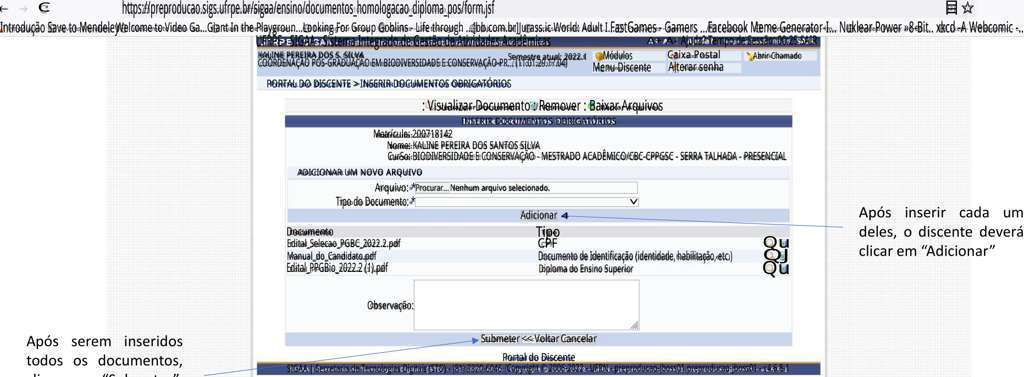 https://preproducao.sigs.ufrpe.br/sigaa/ensino/documentos_homologacao_diploma_pos/form.jsf
Introdução Save to Mendeley Welcome to Video Ga... Giant in the Playgroun... Looking For Group Goblins - Life through ... Jurassic World: Adult I FastGames - Gamers ... Facebook Meme Generator I... Nuklear Power » 8-Bit... xkcd - A Webcomic -...
KALINE PEREIRA DOS S. SILVA Semestre atual: 2022.1 Módulos Caixa Postal Abrir Chamado
COORDENAÇÃO PÓS-GRADUAÇÃO EM BIODIVERSIDADE E CONSERVAÇÃO-PR... Menu Discente Alterar senha
PORTAL DO DISCENTE > INSERIR DOCUMENTOS OBRIGATÓRIOS
: Visualizar Documento : Remover : Baixar Arquivos
INSERIR DOCUMENTOS OBRIGATÓRIOS
Matrícula: 200718142
Nome: KALINE PEREIRA DOS SANTOS SILVA
Curso: BIODIVERSIDADE E CONSERVAÇÃO - MESTRADO ACADÊMICO/CBC-CPPGSC - SERRA TALHADA - PRESENCIAL
ADICIONAR UM NOVO ARQUIVO
Arquivo: Procurar... Nenhum arquivo selecionado.
Tipo do Documento:
Adicionar
Após inserir cada um
deles, o discente deverá
clicar em “Adicionar”
Documento Tipo
Edital_Selecao_PGBC_2022.2.pdf CPF
Manual_do_Candidato.pdf Documento de Identificação (identidade, habilitação, etc)
Edital_PPGBio_2022.2 (1).pdf Diploma do Ensino Superior
Observação:
Submeter << Voltar Cancelar
Após serem inseridos
todos os documentos,
Portal do Discente